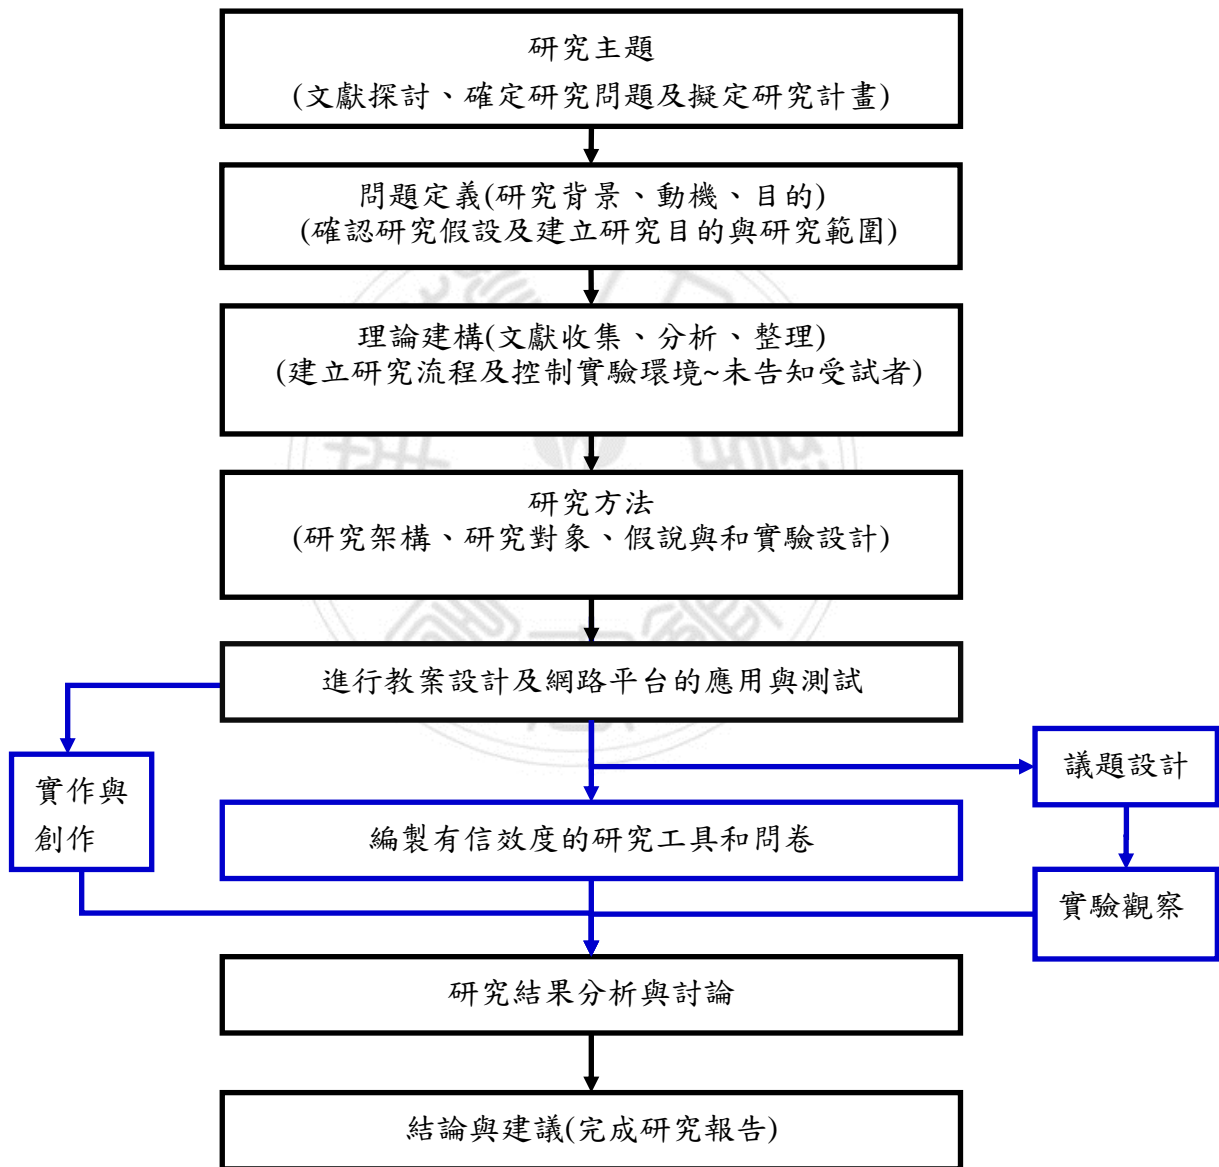 研究主題
(文獻探討、確定研究問題及擬定研究計畫)
問題定義(研究背景、動機、目的)
(確認研究假設及建立研究目的與研究範圍)
理論建構(文獻收集、分析、整理)
(建立研究流程及控制實驗環境~未告知受試者)
研究方法
(研究架構、研究對象、假說與和實驗設計)
進行教案設計及網路平台的應用與測試
實作與
創作
議題設計
編製有信效度的研究工具和問卷
實驗觀察
研究結果分析與討論
結論與建議(完成研究報告)